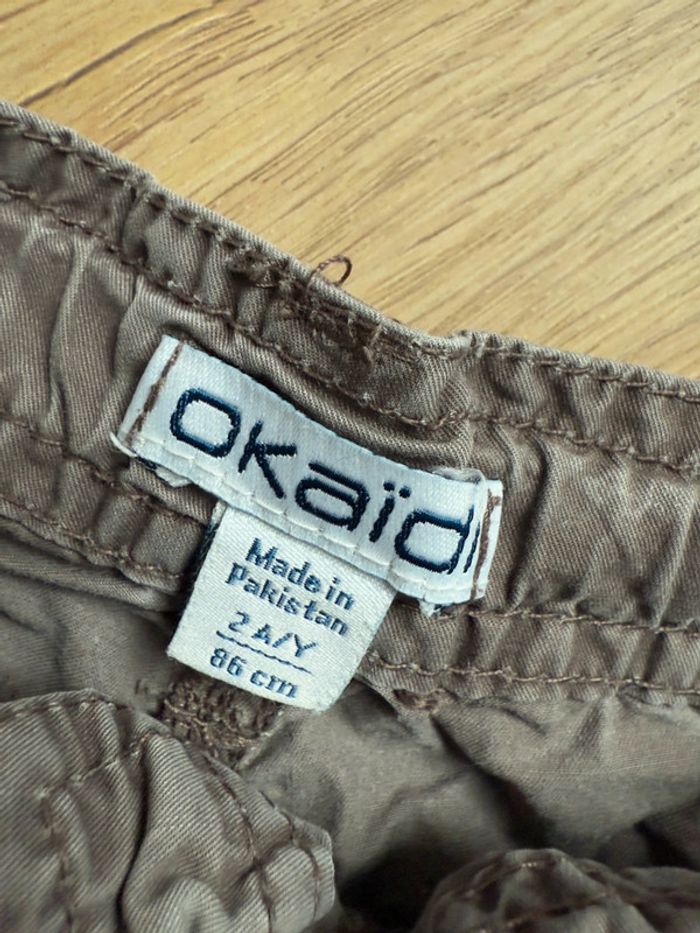 okaïdi
Made in
Pakistan
2 A/Y
86 cm